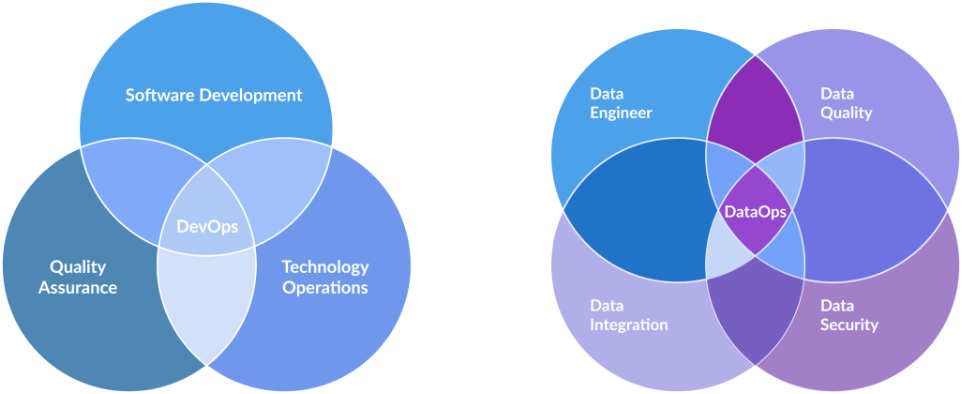 Software Development
DevOps
Quality
Assurance
Technology
Operations
Data
Engineer
Data
Quality
DataOps
Data
Integration
Data
Security